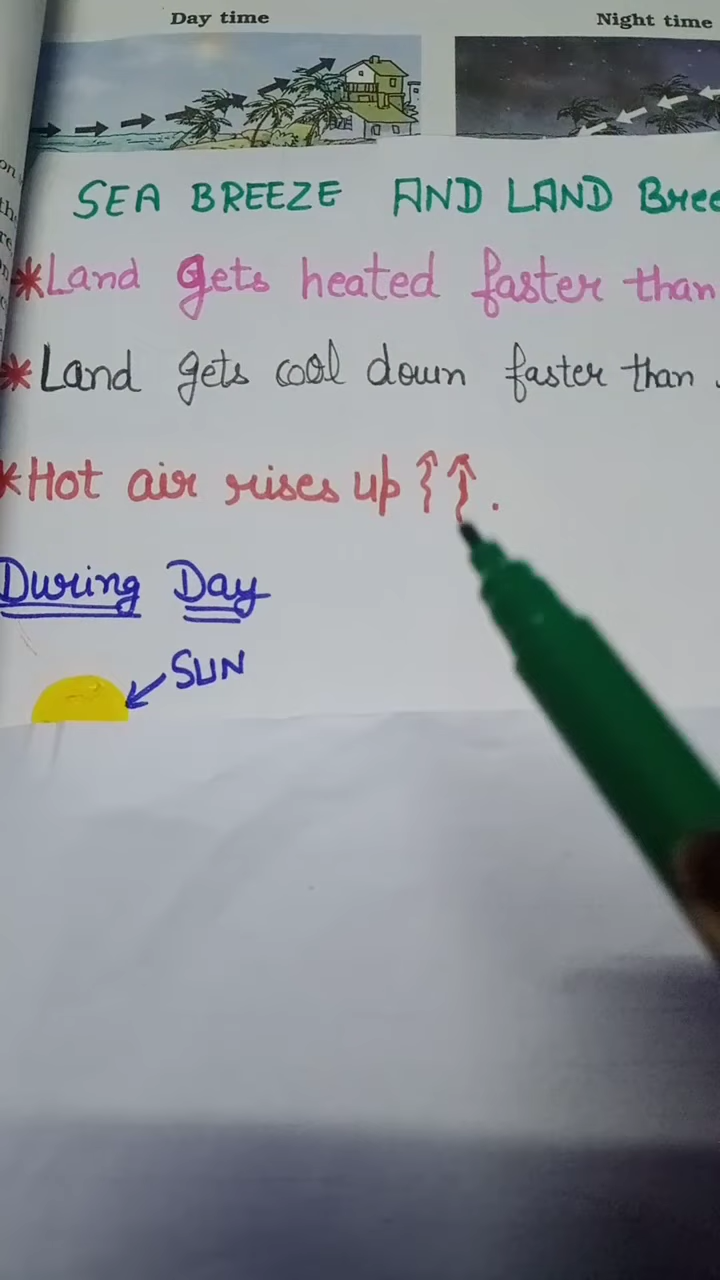 Day time
Night time
SEA BREEZE AND LAND Bree
*Land gets heated faster than
*Land gets cool down faster than
*Hot air rises up
During Day
SUN